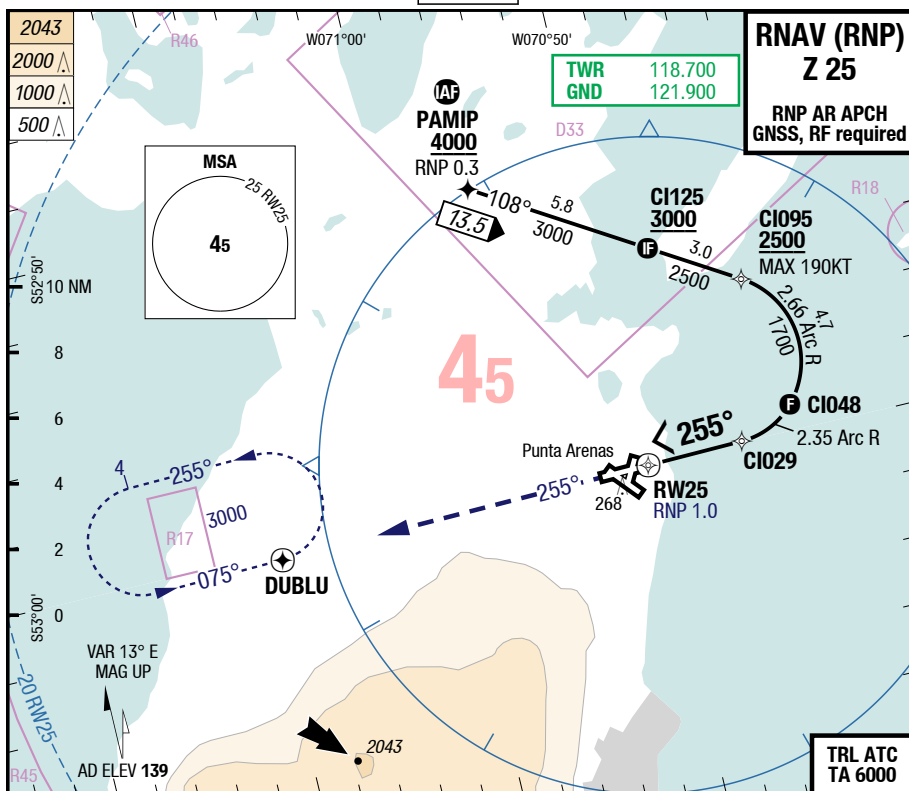 2043
2000
1000
500
R46
W071°00'
W070°50'
TWR 118.700
GND 121.900
RNAV (RNP)
Z 25
RNP AR APCH
GNSS, RF required
IAF
PAMIP
4000
RNP 0.3
D33
R18
MSA
25 RW25
45
108°
5.8
3000
13.5
CI125
3000
IF
3.0
2500
CI095
2500
MAX 190KT
2.66 Arc R
4.7
1700
S52°50'
10 NM
8
6
4
2
0
S53°00'
45
F CI048
2.35 Arc R
255°
CI029
Punta Arenas
268
RW25
RNP 1.0
255°
4
255°
3000
R17
075°
DUBLU
VAR 13° E
MAG UP
20 RW25
2043
R45
AD ELEV 139
TRL ATC
TA 6000